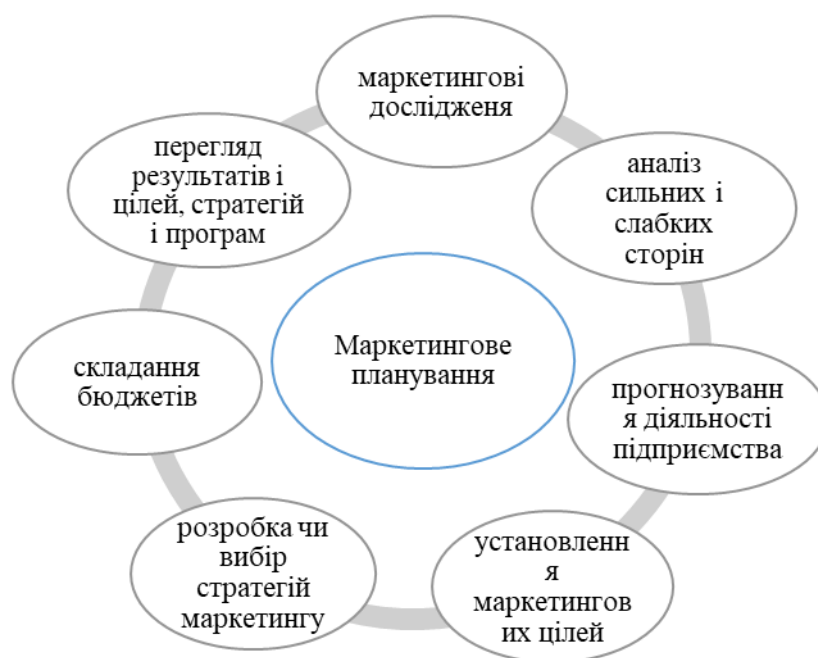 маркетингові
дослідженя
аналіз
сильних і
слабких
сторін
прогнозуванн
я діяльності
підприємства
установленн
я
маркетингов
их цілей
розробка чи
вибір
стратегій
маркетингу
складання
бюджетів
перегляд
результатів і
цілей, стратегій
і програм
Маркетингове
планування